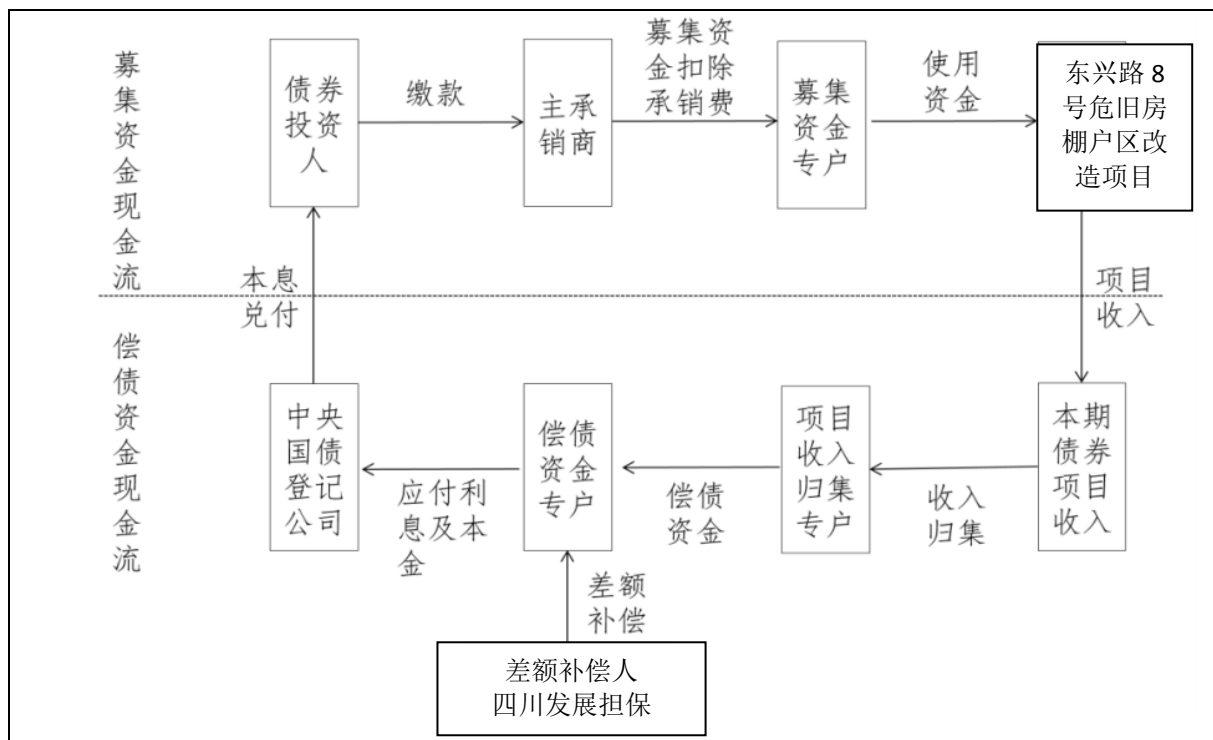 募
集
资
金
现
金
流
债券
投资
人
缴款
主承
销商
募集资
金扣除
承销费
募集
资金
专户
使用
资金
东兴路 8
号危旧房
棚户区改
造项目
本息
兑付
项目
收入
偿
债
资
金
现
金
流
中央
国债
登记
公司
应付利
息及本
金
偿债
资金
专户
偿债
资金
项目
收入
归集
专户
收入
归集
本期
债券
项目
收入
差额
补偿
差额补偿人
四川发展担保